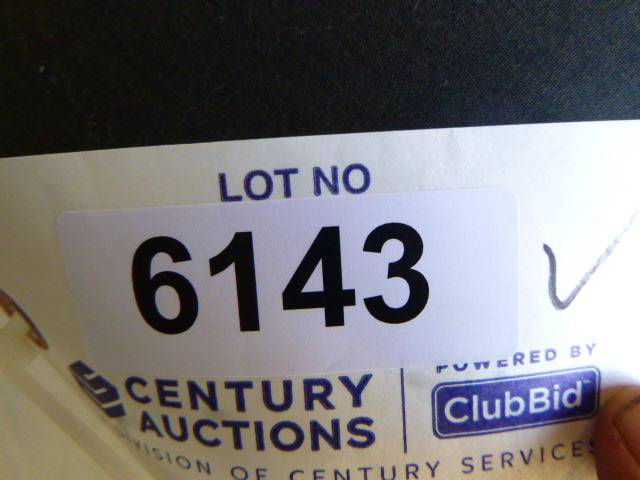 LOT NO
6143
CENTURY
AUCTIONS
DIVISION OF CENTURY SERVICES
POWERED BY
ClubBid